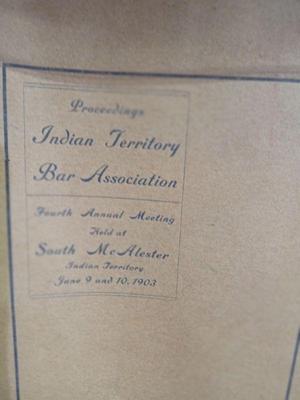 Proceedings
Indian Territory
Bar Association
Fourth Annual Meeting
Held at
South McAlester
Indian Territory
June 9 and 10, 1903